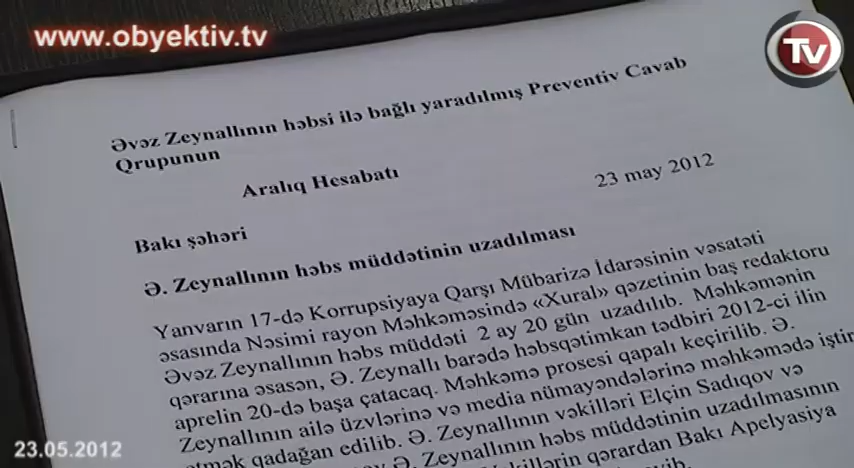 www.obyektiv.tv
Tv
Əvəz Zeynallının həbsi ilə bağlı yaradılmış Preventiv Cavab
Qrupunun
Aralıq Hesabatı
23 may 2012
Bakı şəhəri
Ə. Zeynallının həbs müddətinin uzadılması
Yanvarın 17-də Korrupsiyaya Qarşı Mübarizə İdarəsinin vəsatəti
əsasında Nəsimi rayon Məhkəməsində «Xural» qəzetinin baş redaktoru
Əvəz Zeynallının həbs müddəti 2 ay 20 gün uzadılıb. Məhkəmənin
qərarına əsasən, Ə. Zeynallı barədə həbsqətimkan tədbiri 2012-ci ilin
aprelin 20-də başa çatacaq. Məhkəmə prosesi qapalı keçirilib. Ə.
Zeynallının ailə üzvlərinə və media nümayəndələrinə məhkəmədə iştir
etmək qadağan edilib. Ə. Zeynallının vəkilləri Elçin Sadıqov və
Ə. Zeynallının həbs müddətinin uzadılmasının
qərardan Bakı Apelyasiya
23.05.2012